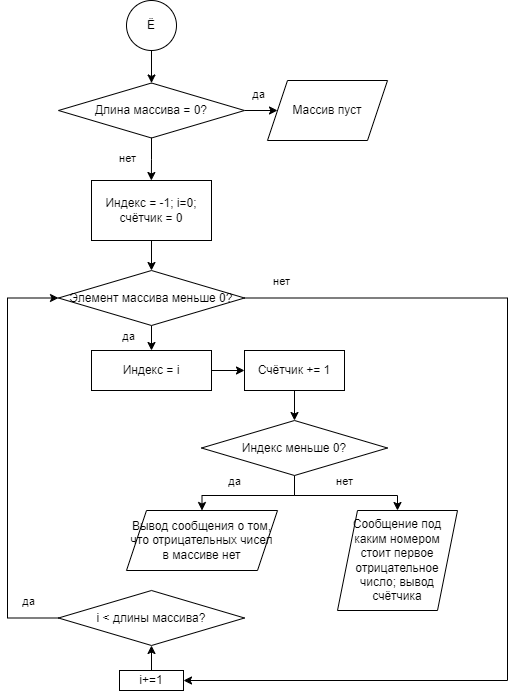 Ё
Длина массива = 0?
да
Массив пуст
нет
Индекс = -1; i=0;
счётчик = 0
Элемент массива меньше 0?
нет
да
Индекс = i
Счётчик += 1
Индекс меньше 0?
да
нет
Вывод сообщения о том,
что отрицательных чисел
в массиве нет
Сообщение под
каким номером
стоит первое
отрицательное
число; вывод
счётчика
да
i < длины массива?
i+=1